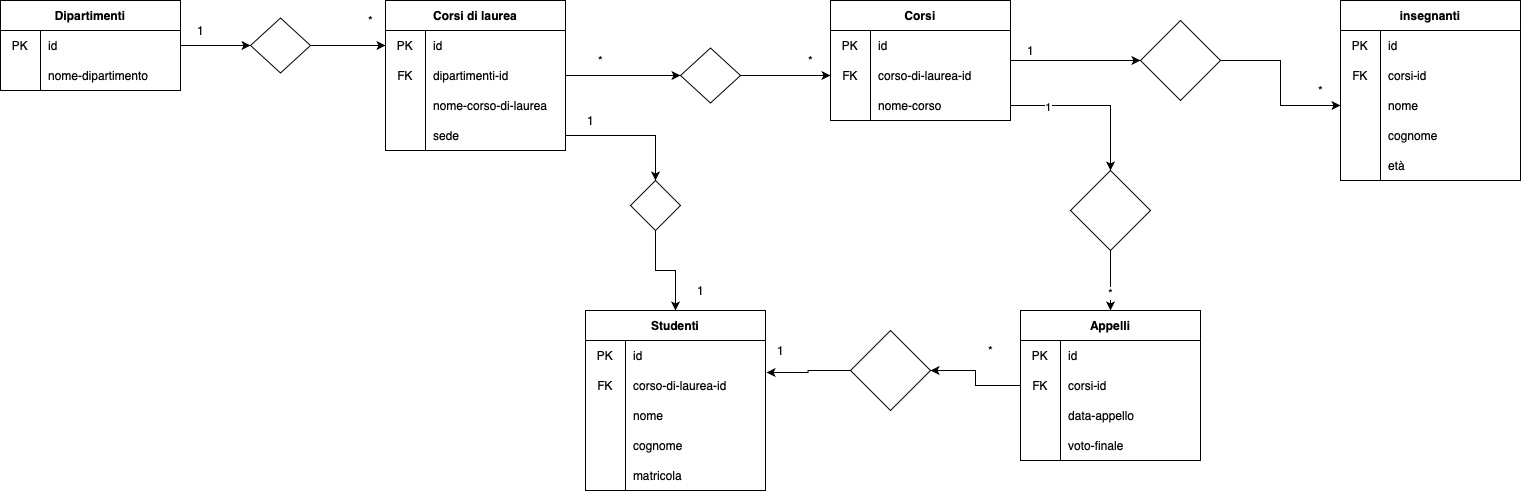 Dipartimenti
PK id
nome-dipartimento
1
*
Corsi di laurea
PK id
FK dipartimenti-id
nome-corso-di-laurea
sede
*
*
1
1
Corsi
PK id
FK corso-di-laurea-id
nome-corso
1
*
1
*
insegnanti
PK id
FK corsi-id
nome
cognome
età
Studenti
PK id
FK corso-di-laurea-id
nome
cognome
matricola
1
*
Appelli
PK id
FK corsi-id
data-appello
voto-finale